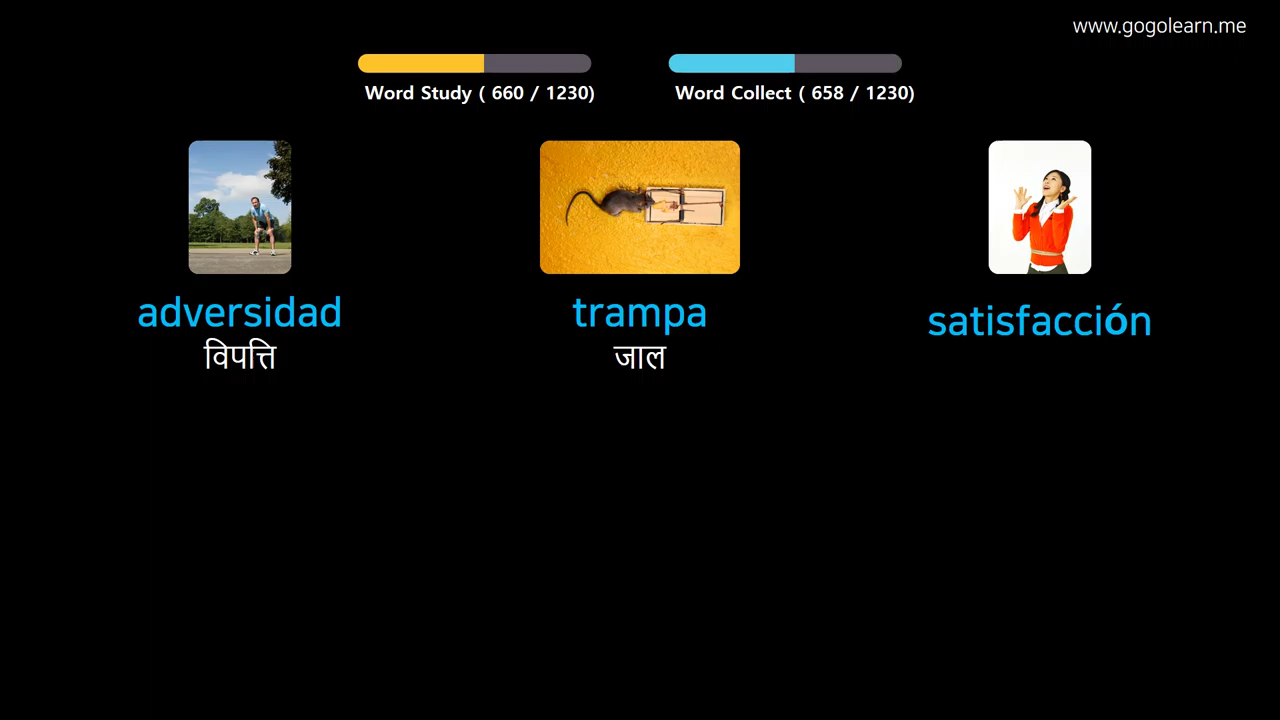 www.gogolearn.me
Word Study ( 660 / 1230)
Word Collect ( 658 / 1230)
adversidad
विपत्ति
trampa
जाल
satisfacción